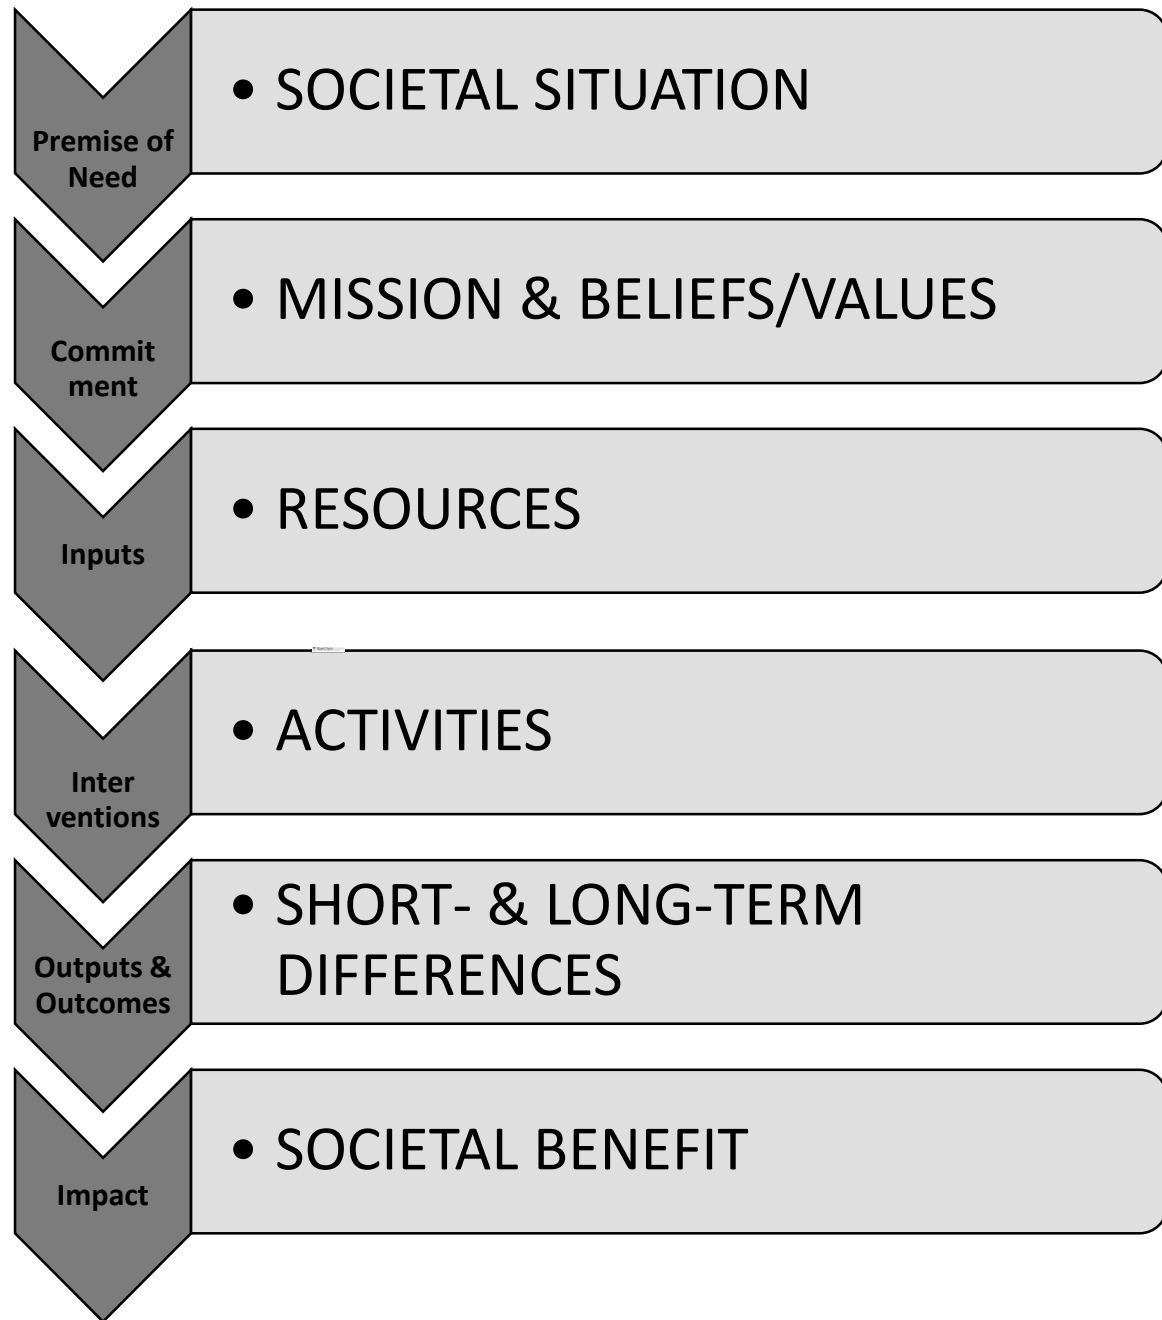 Premise of
Need
• SOCIETAL SITUATION
Commit
ment
• MISSION & BELIEFS/VALUES
Inputs
• RESOURCES
Inter
ventions
• ACTIVITIES
Outputs &
Outcomes
• SHORT- & LONG-TERM
DIFFERENCES
Impact
• SOCIETAL BENEFIT